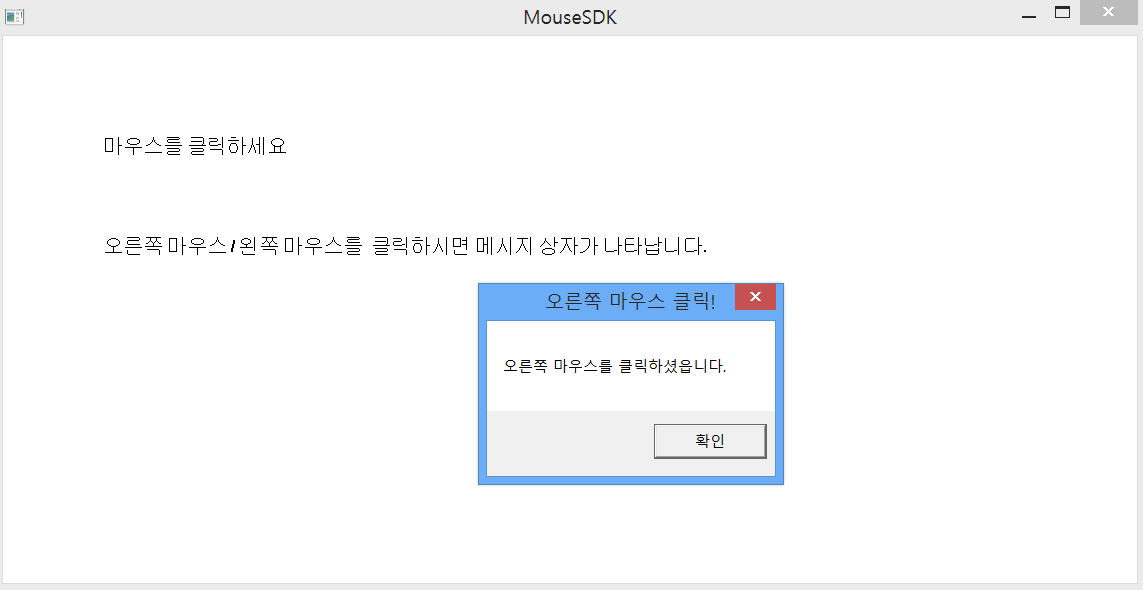 MouseSDK
마우스를 클릭하세요
오른쪽 마우스 / 왼쪽 마우스를 클릭하시면 메시지 상자가 나타납니다.
오른쪽 마우스 클릭!
오른쪽 마우스를 클릭하셨읍니다.
확인